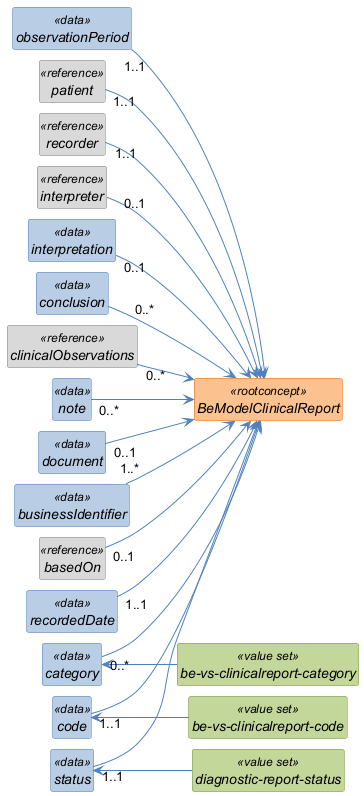 «data»
observationPeriod
1..1
«reference»
patient
1..1
«reference»
recorder
1..1
«reference»
interpreter
0..1
«data»
interpretation
0..1
«data»
conclusion
0..*
«reference»
clinicalObservations
0..*
«data»
note
0..*
«rootconcept»
BeModelClinicalReport
«data»
document
0..1
«data»
businessIdentifier
1..*
«reference»
basedOn
0..1
«data»
recordedDate
1..1
«data»
category
0..*
«value set»
be-vs-clinicalreport-category
«data»
code
1..1
«value set»
be-vs-clinicalreport-code
«data»
status
1..1
«value set»
diagnostic-report-status